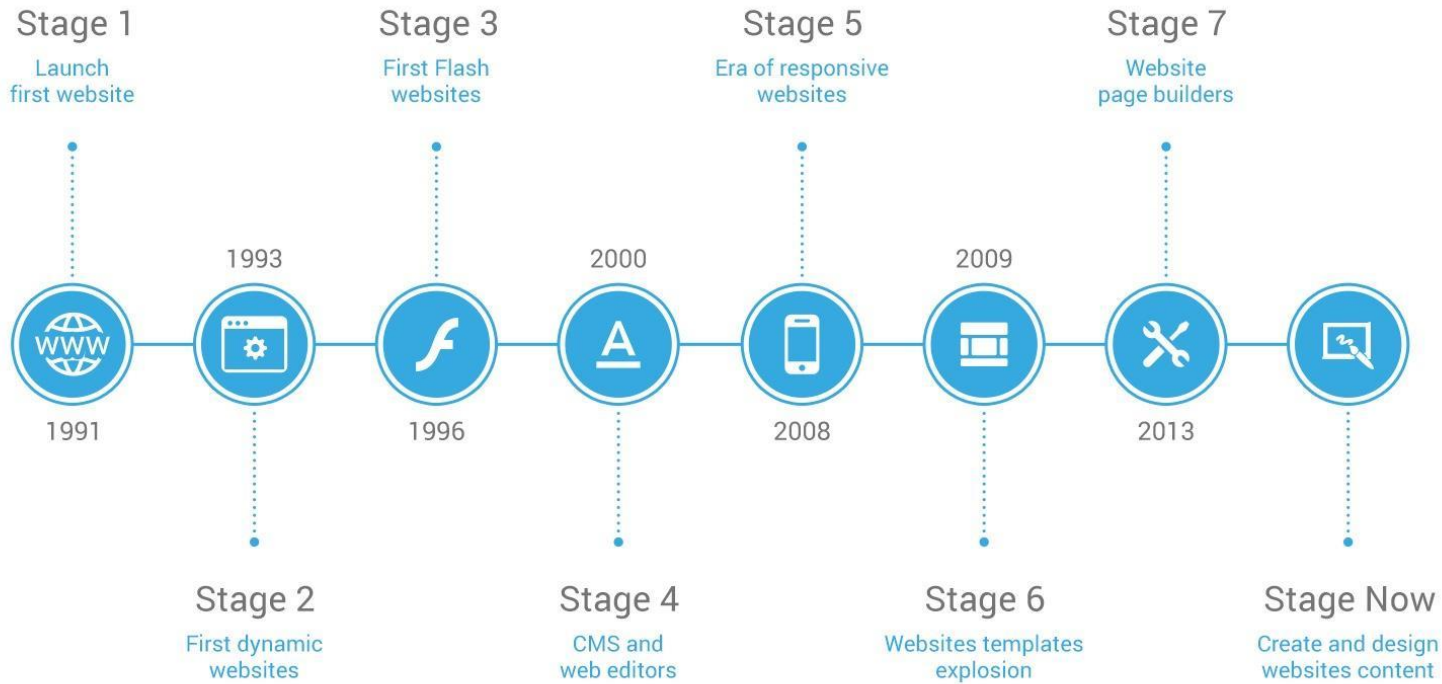 Stage 1
Launch
first website
1991
1993
Stage 2
First dynamic
websites
Stage 3
First Flash
websites
1996
2000
Stage 4
CMS and
web editors
Stage 5
Era of responsive
websites
2008
2009
Stage 6
Websites templates
explosion
Stage 7
Website
page builders
2013
Stage Now
Create and design
websites content
WWW
A